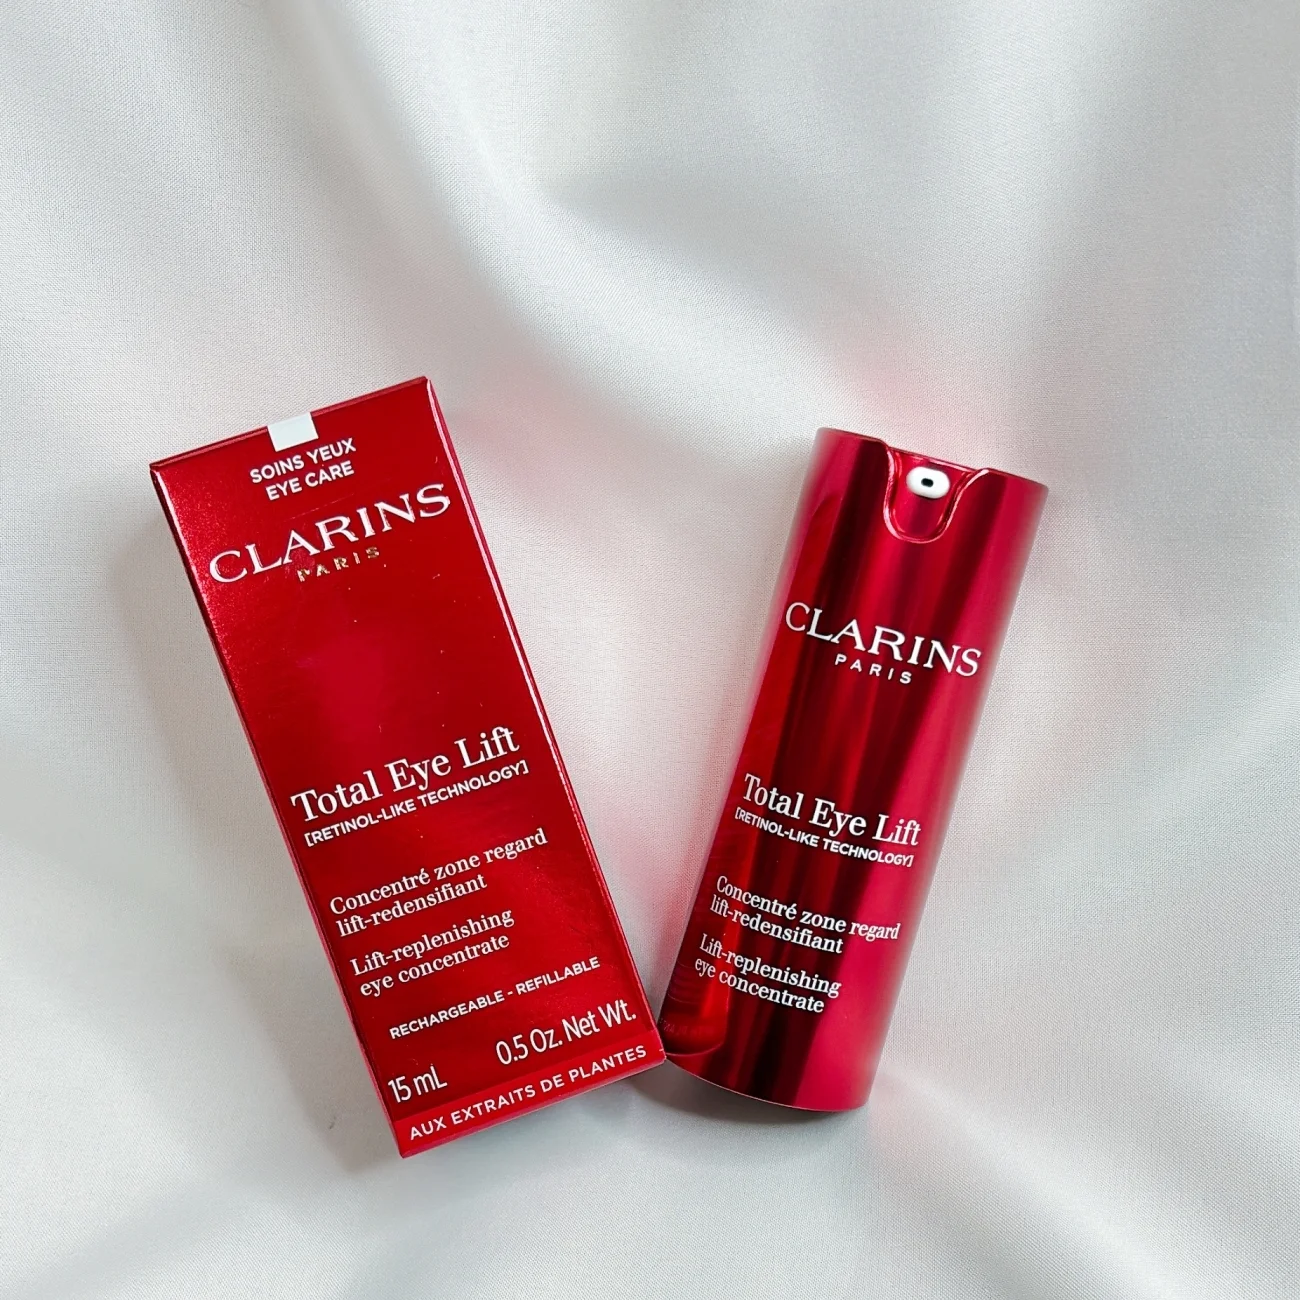 SOINS YEUX
EYE CARE
CLARINS
PARIS
Total Eye Lift
[RETINOL-LIKE TECHNOLOGY]
Concentré zone regard
lift-redensifiant
Lift-replenishing
eye concentrate
RECHARGEABLE - REFILLABLE
15 mL 0.5 Oz. Net Wt.
AUX EXTRAITS DE PLANTES
CLARINS
PARIS
Total Eye Lift
[RETINOL-LIKE TECHNOLOGY]
Concentré zone regard
lift-redensifiant
Lift-replenishing
eye concentrate